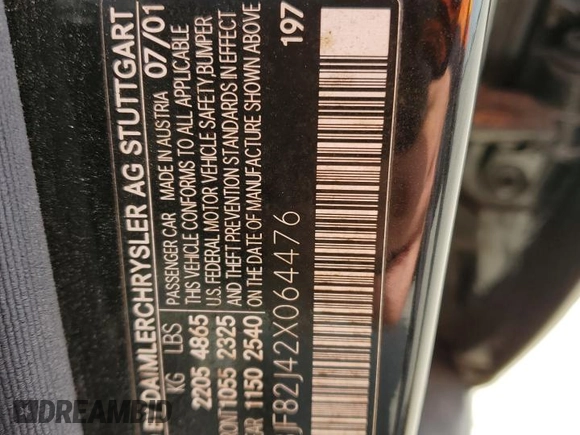 DAIMLERCHRYSLER AG STUTTGART
07/01
PASSENGER CAR MADE IN AUSTRIA
THIS VEHICLE CONFORMS TO ALL APPLICABLE
U.S. FEDERAL MOTOR VEHICLE SAFETY, BUMPER
AND THEFT PREVENTION STANDARDS IN EFFECT
ON THE DATE OF MANUFACTURE SHOWN ABOVE
KG LBS
2205 4865
RONT 1055 2325
EAR 1150 2540
197
JF82J42X064476
DREAMBID